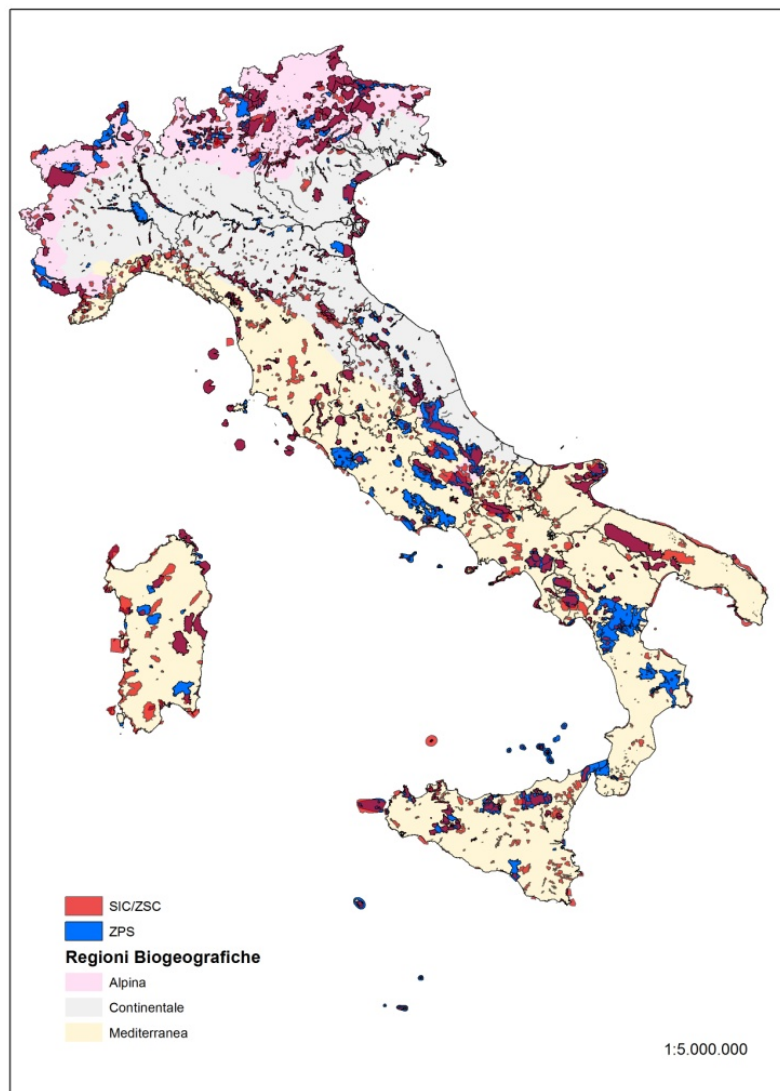 SIC/ZSC
ZPS
Regioni Biogeografiche
Alpina
Continentale
Mediterranea
1:5.000.000